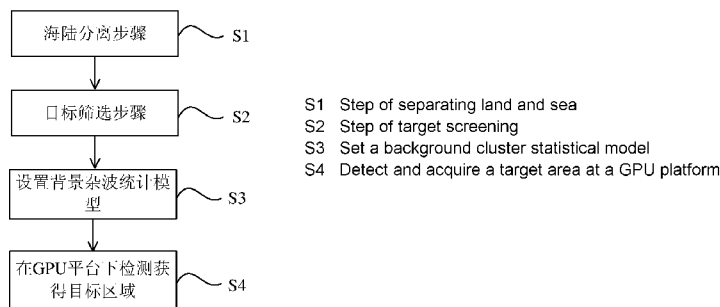 海陆分离步骤
S1
目标筛选步骤
S2
设置背景杂波统计模
型
S3
在GPU平台下检测获
得目标区域
S4
S1 Step of separating land and sea
S2 Step of target screening
S3 Set a background cluster statistical model
S4 Detect and acquire a target area at a GPU platform